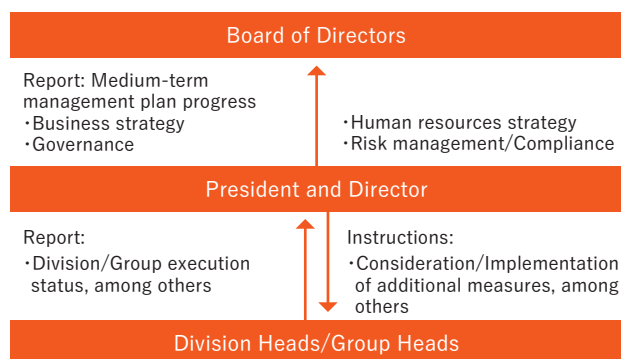 Board of Directors
Report: Medium-term
management plan progress
・Business strategy
・Governance
・Human resources strategy
・Risk management/Compliance
President and Director
Report:
・Division/Group execution
status, among others
Instructions:
・Consideration/Implementation
of additional measures, among
others
Division Heads/Group Heads